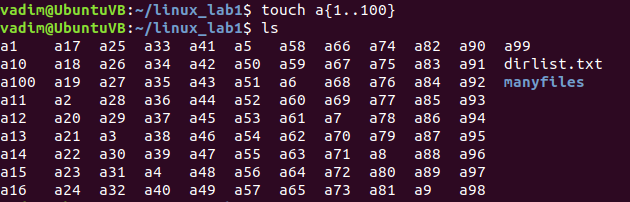 vadim@UbuntuVB:~/linux_lab1$ touch a{1..100}
vadim@UbuntuVB:~/linux_lab1$ ls
a1 a17 a25 a33 a41 a5 a58 a66 a74 a82 a90 a99
a10 a18 a26 a34 a42 a50 a59 a67 a75 a83 a91 dirlist.txt
a100 a19 a27 a35 a43 a51 a6 a68 a76 a84 a92 manyfiles
a11 a2 a28 a36 a44 a52 a60 a69 a77 a85 a93
a12 a20 a29 a37 a45 a53 a61 a7 a78 a86 a94
a13 a21 a3 a38 a46 a54 a62 a70 a79 a87 a95
a14 a22 a30 a39 a47 a55 a63 a71 a8 a88 a96
a15 a23 a31 a4 a48 a56 a64 a72 a80 a89 a97
a16 a24 a32 a40 a49 a57 a65 a73 a81 a9 a98